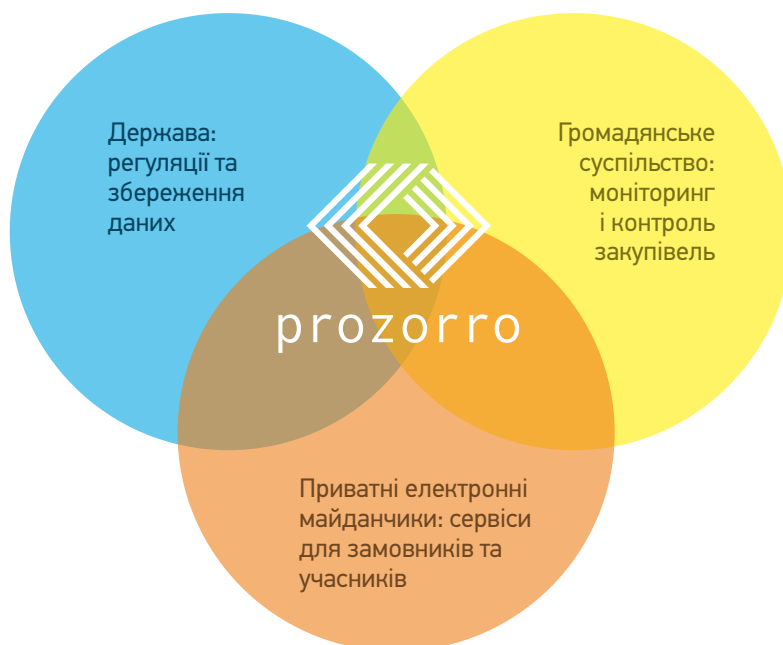 Держава:
регуляції та
збереження
даних
Громадянське
суспільство:
моніторинг
і контроль
закупівель
prozorro
Приватні електронні
майданчики: сервіси
для замовників та
учасників